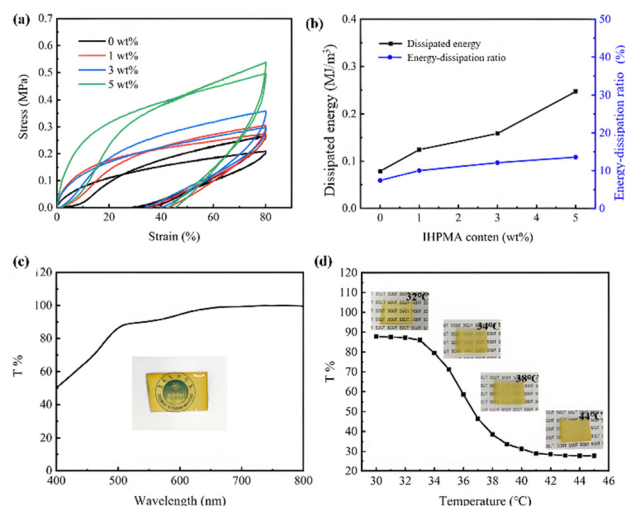 (a)
0 wt%
1 wt%
3 wt%
5 wt%
Stress (MPa)
0.0 0.1 0.2 0.3 0.4 0.5 0.6 0.7
0 20 40 60 80 100
Strain (%)
(b)
Dissipated energy
Energy-dissipation ratio
Dissipated energy (MJ/m³)
0.0 0.1 0.2 0.3 0.4
0 1 2 3 4 5
IHPMA conten (wt%)
Energy-dissipation ratio (%)
0 10 20 30 40 50
(c)
T %
0 20 40 60 80 100 120
400 500 600 700 800
Wavelength (nm)
(d)
32℃
34℃
38℃
44℃
T %
20 30 40 50 60 70 80 90 100 110 120
30 32 34 36 38 40 42 44 46
Temperature (℃)